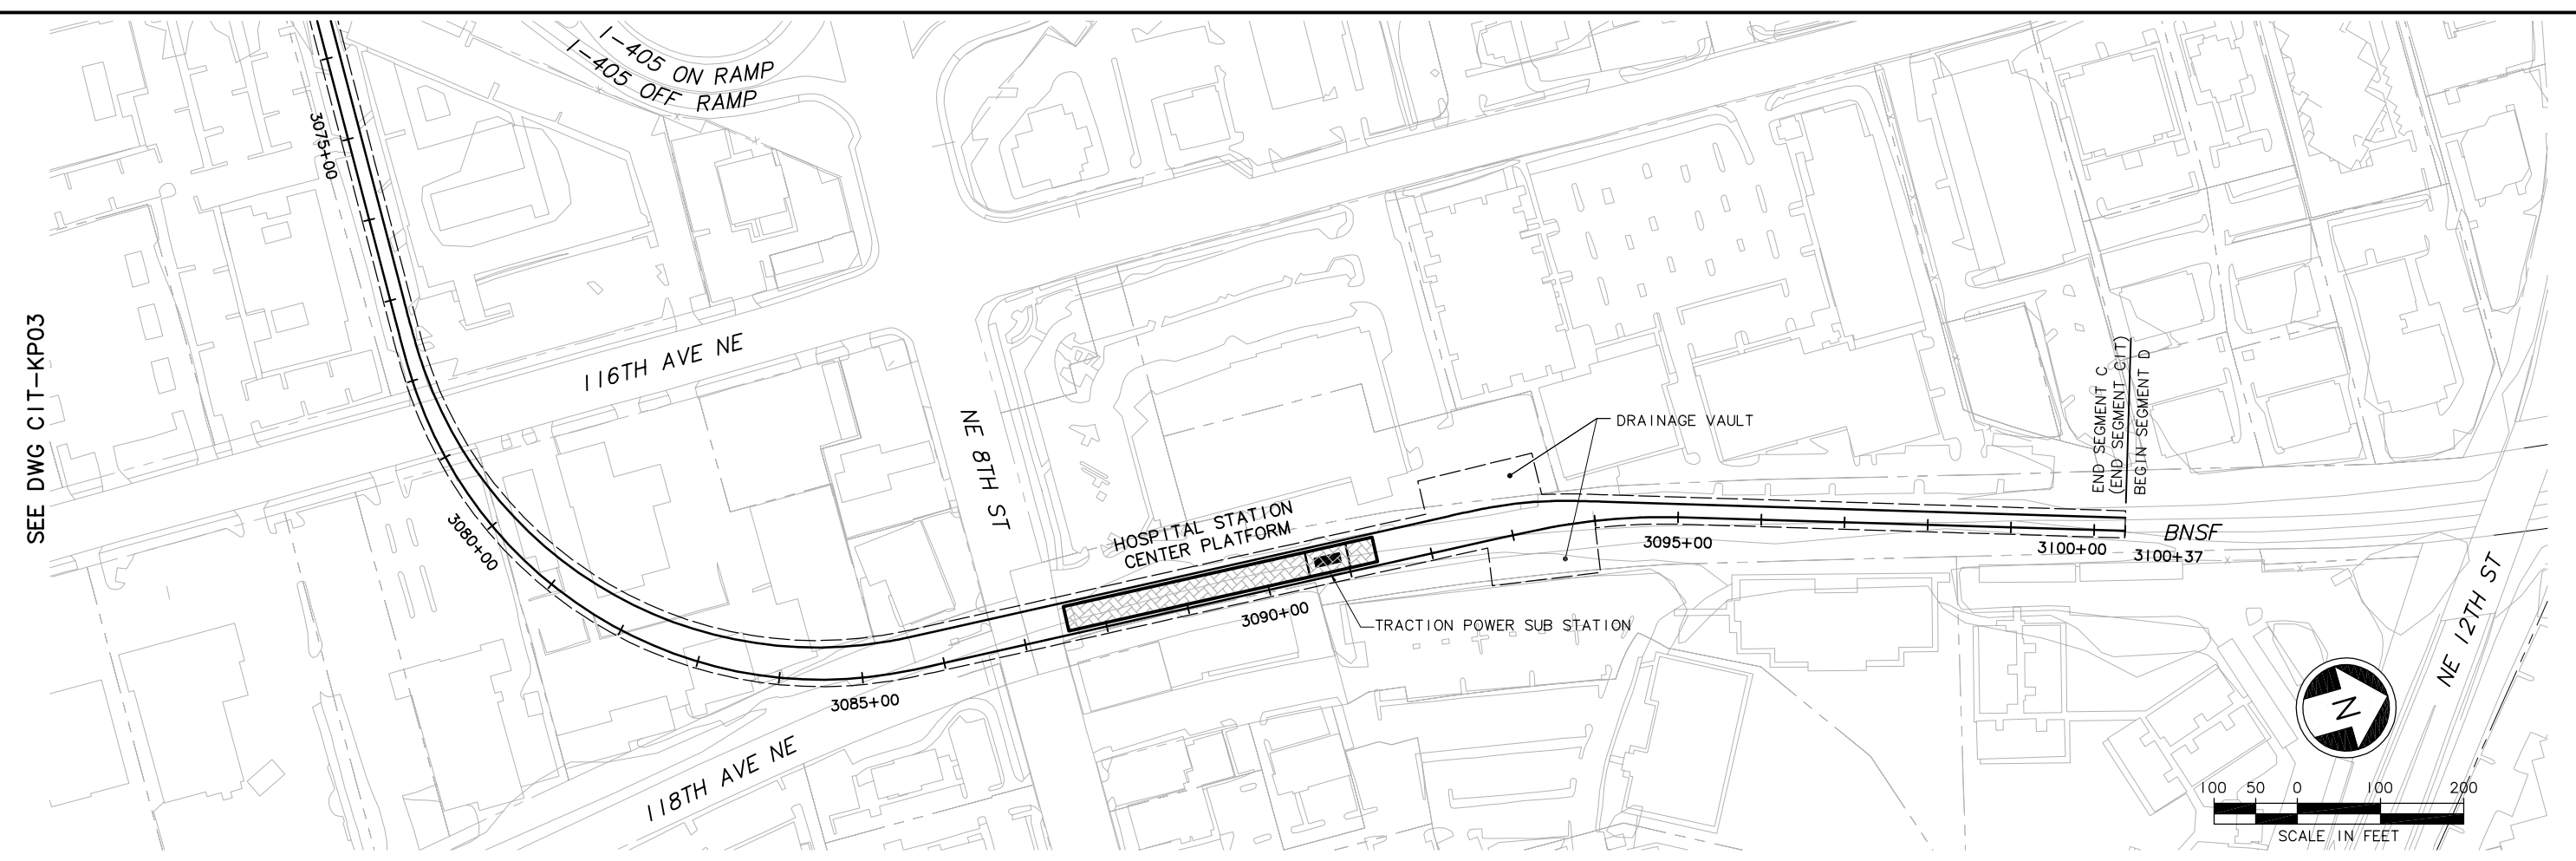 I-405 ON RAMP
I-405 OFF RAMP
3075+00
SEE DWG CIT-KP03
116TH AVE NE
NE 8TH ST
DRAINAGE VAULT
END SEGMENT C
(END SEGMENT CIT)
BEGIN SEGMENT D
3080+00
HOSPITAL STATION
CENTER PLATFORM
3095+00
3100+00
BNSF
3100+37
3090+00
TRACTION POWER SUB STATION
3085+00
118TH AVE NE
NE 12TH ST
N
100 50 0 100 200
SCALE IN FEET